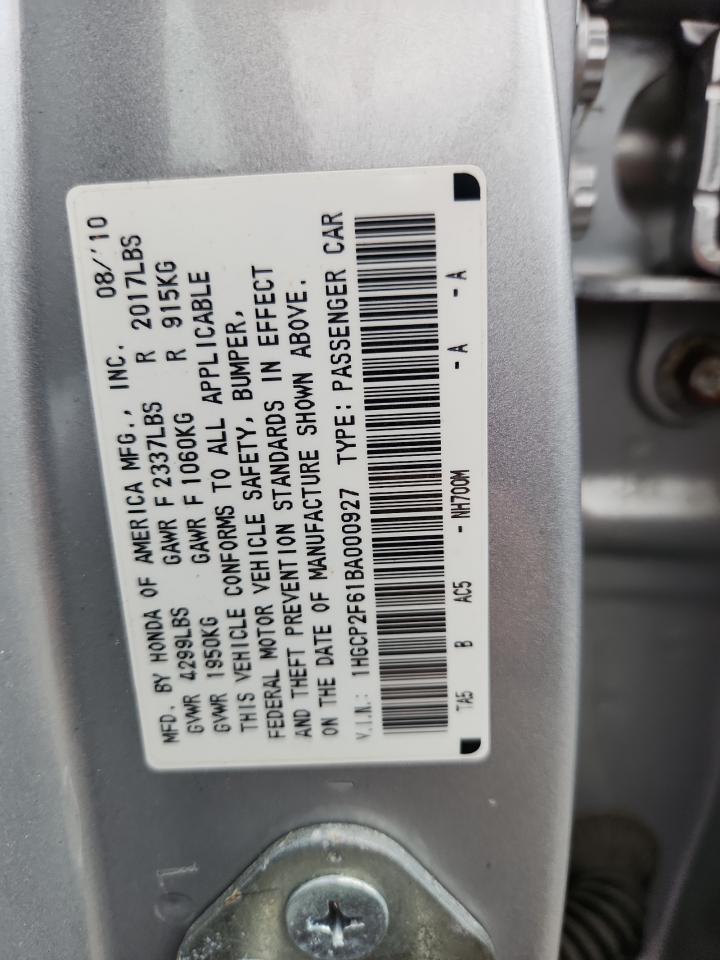 MFD. BY HONDA OF AMERICA MFG., INC. 08/'10
GVWR 4299LBS GAWR F 2337LBS R 2017LBS
GVWR 1950KG GAWR F 1060KG R 915KG
THIS VEHICLE CONFORMS TO ALL APPLICABLE
FEDERAL MOTOR VEHICLE SAFETY, BUMPER,
AND THEFT PREVENTION STANDARDS IN EFFECT
ON THE DATE OF MANUFACTURE SHOWN ABOVE.
V.I.N.: 1HGCP2F61BA000927 TYPE: PASSENGER CAR
TA5 B AC5 - NH700M - A - A